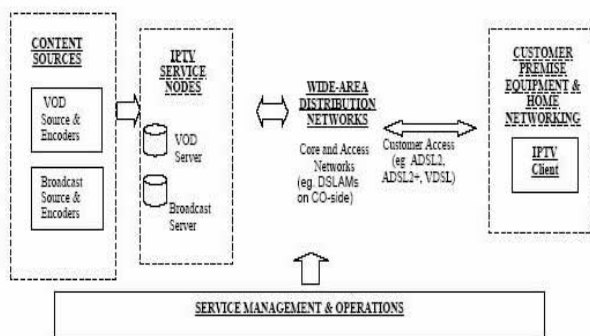 CONTENT
SOURCES
VOD
Source &
Encoders
Broadcast
Source &
Encoders
IPTV
SERVICE
NODES
VOD
Server
Broadcast
Server
WIDE-AREA
DISTRIBUTION
NETWORKS
Core and Access
Networks
(eg. DSLAMs
on CO-side)
Customer Access
(eg ADSL2,
ADSL2+, VDSL)
CUSTOMER
PREMISE
EQUIPMENT &
HOME
NETWORKING
IPTV
Client
SERVICE MANAGEMENT & OPERATIONS